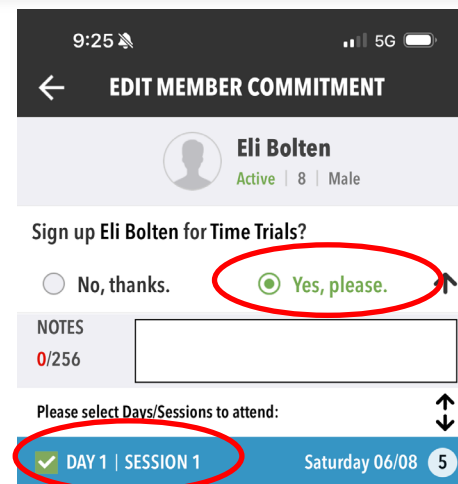 9:25 5G
EDIT MEMBER COMMITMENT
Eli Bolten
Active | 8 | Male
Sign up Eli Bolten for Time Trials?
No, thanks. Yes, please.
NOTES
0/256
Please select Days/Sessions to attend:
DAY 1 | SESSION 1 Saturday 06/08 5